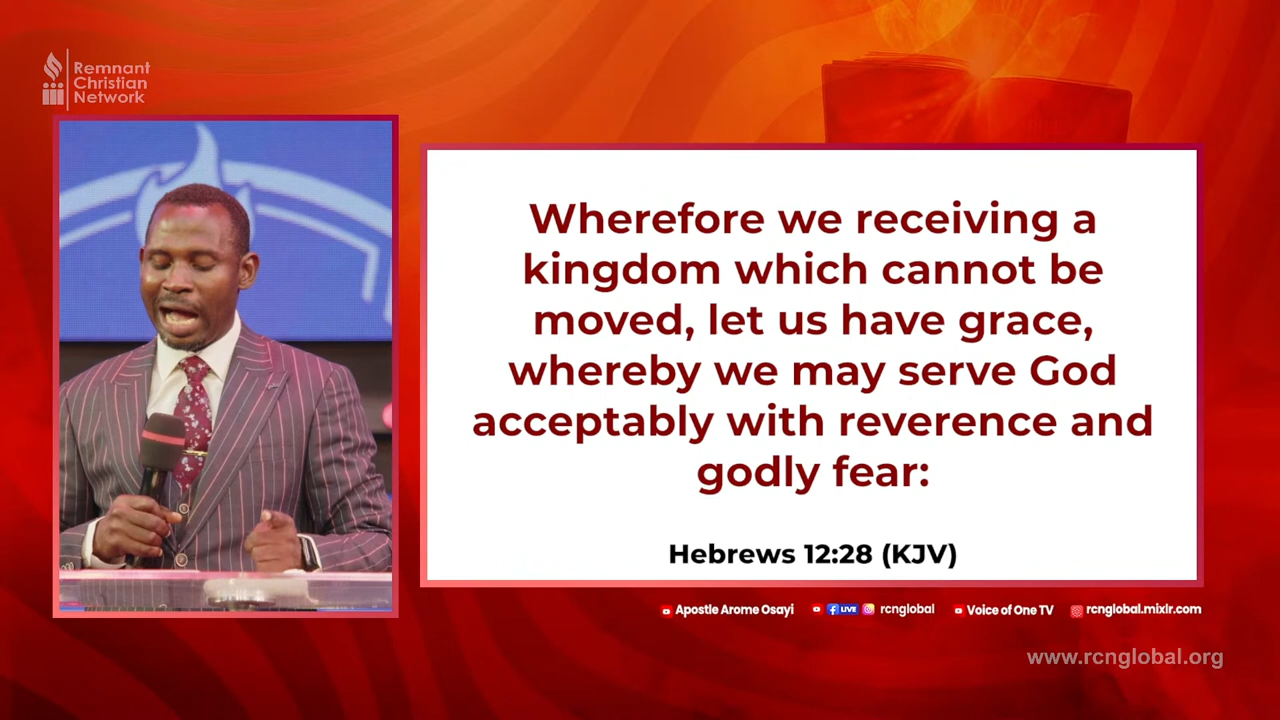 Remnant
Christian
Network
Wherefore we receiving a
kingdom which cannot be
moved, let us have grace,
whereby we may serve God
acceptably with reverence and
godly fear:
Hebrews 12:28 (KJV)
Apostle Arome Osayi LIVE rcnglobal Voice of One TV rcnglobal.mixlr.com
www.rcnglobal.org